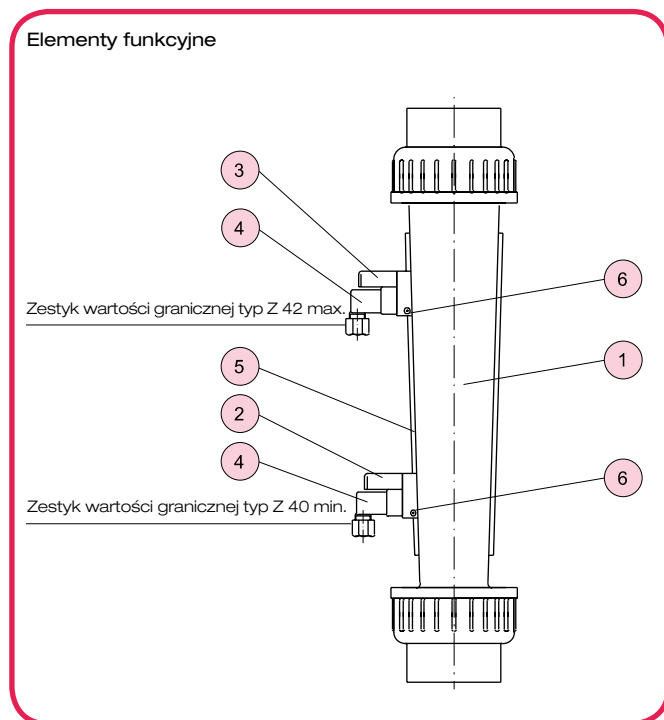 Elementy funkcyjne
3
4
6
Zestyk wartości granicznej typ Z 42 max.
5
1
2
4
6
Zestyk wartości granicznej typ Z 40 min.